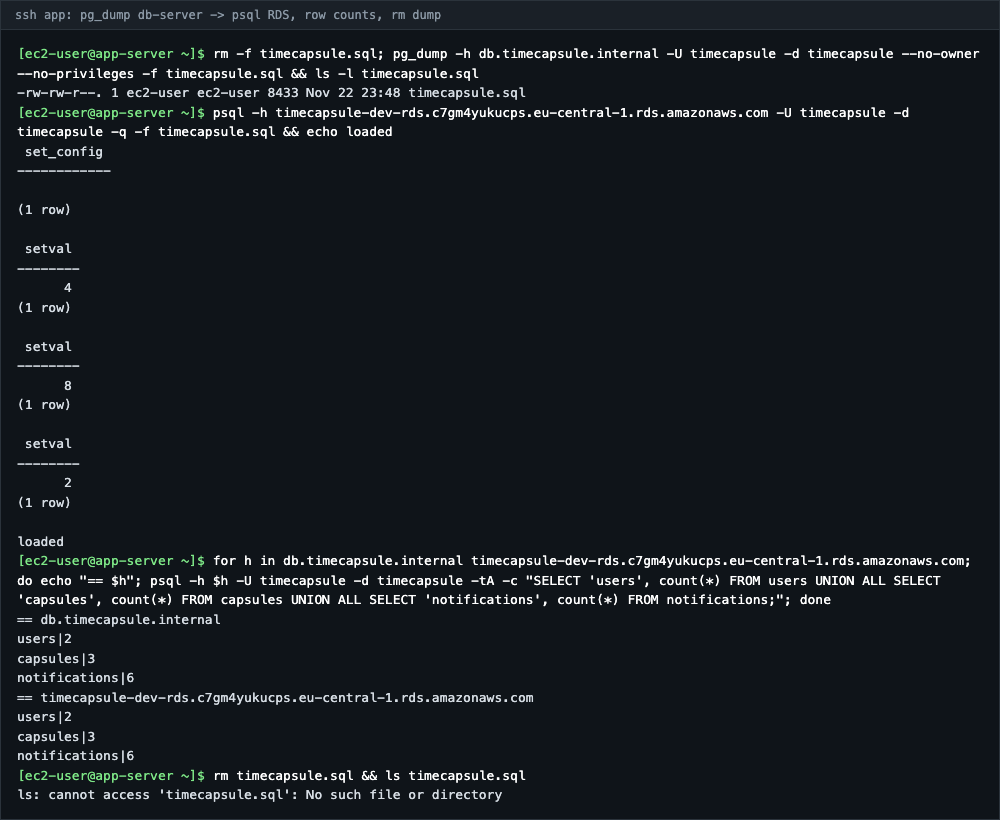 ssh app: pg_dump db-server -> psql RDS, row counts, rm dump
[ec2-user@app-server ~]$ rm -f timecapsule.sql; pg_dump -h db.timecapsule.internal -U timecapsule -d timecapsule --no-owner
--no-privileges -f timecapsule.sql && ls -l timecapsule.sql
-rw-rw-r--. 1 ec2-user ec2-user 8433 Nov 22 23:48 timecapsule.sql
[ec2-user@app-server ~]$ psql -h timecapsule-dev-rds.c7gm4yukucps.eu-central-1.rds.amazonaws.com -U timecapsule -d
timecapsule -q -f timecapsule.sql && echo loaded
set_config
------------
(1 row)
setval
--------
4
(1 row)
setval
--------
8
(1 row)
setval
--------
2
(1 row)
loaded
[ec2-user@app-server ~]$ for h in db.timecapsule.internal timecapsule-dev-rds.c7gm4yukucps.eu-central-1.rds.amazonaws.com;
do echo "== $h"; psql -h $h -U timecapsule -d timecapsule -tA -c "SELECT 'users', count(*) FROM users UNION ALL SELECT
'capsules', count(*) FROM capsules UNION ALL SELECT 'notifications', count(*) FROM notifications;"; done
== db.timecapsule.internal
users|2
capsules|3
notifications|6
== timecapsule-dev-rds.c7gm4yukucps.eu-central-1.rds.amazonaws.com
users|2
capsules|3
notifications|6
[ec2-user@app-server ~]$ rm timecapsule.sql && ls timecapsule.sql
ls: cannot access 'timecapsule.sql': No such file or directory